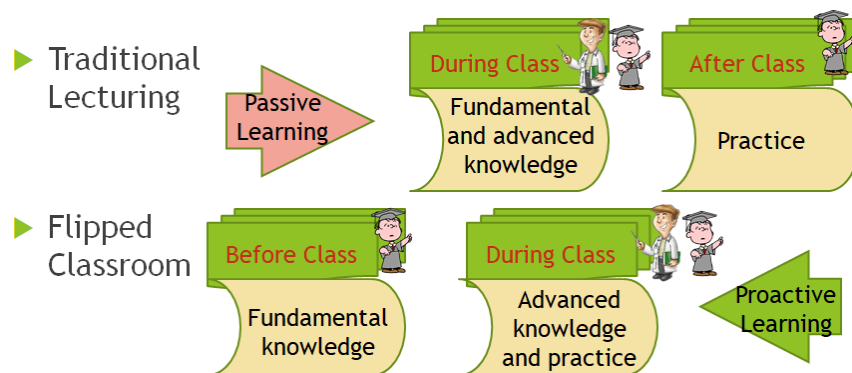 Traditional
Lecturing
Passive
Learning
During Class
Fundamental
and advanced
knowledge
After Class
Practice
Flipped
Classroom
Before Class
Fundamental
knowledge
During Class
Advanced
knowledge
and practice
Proactive
Learning